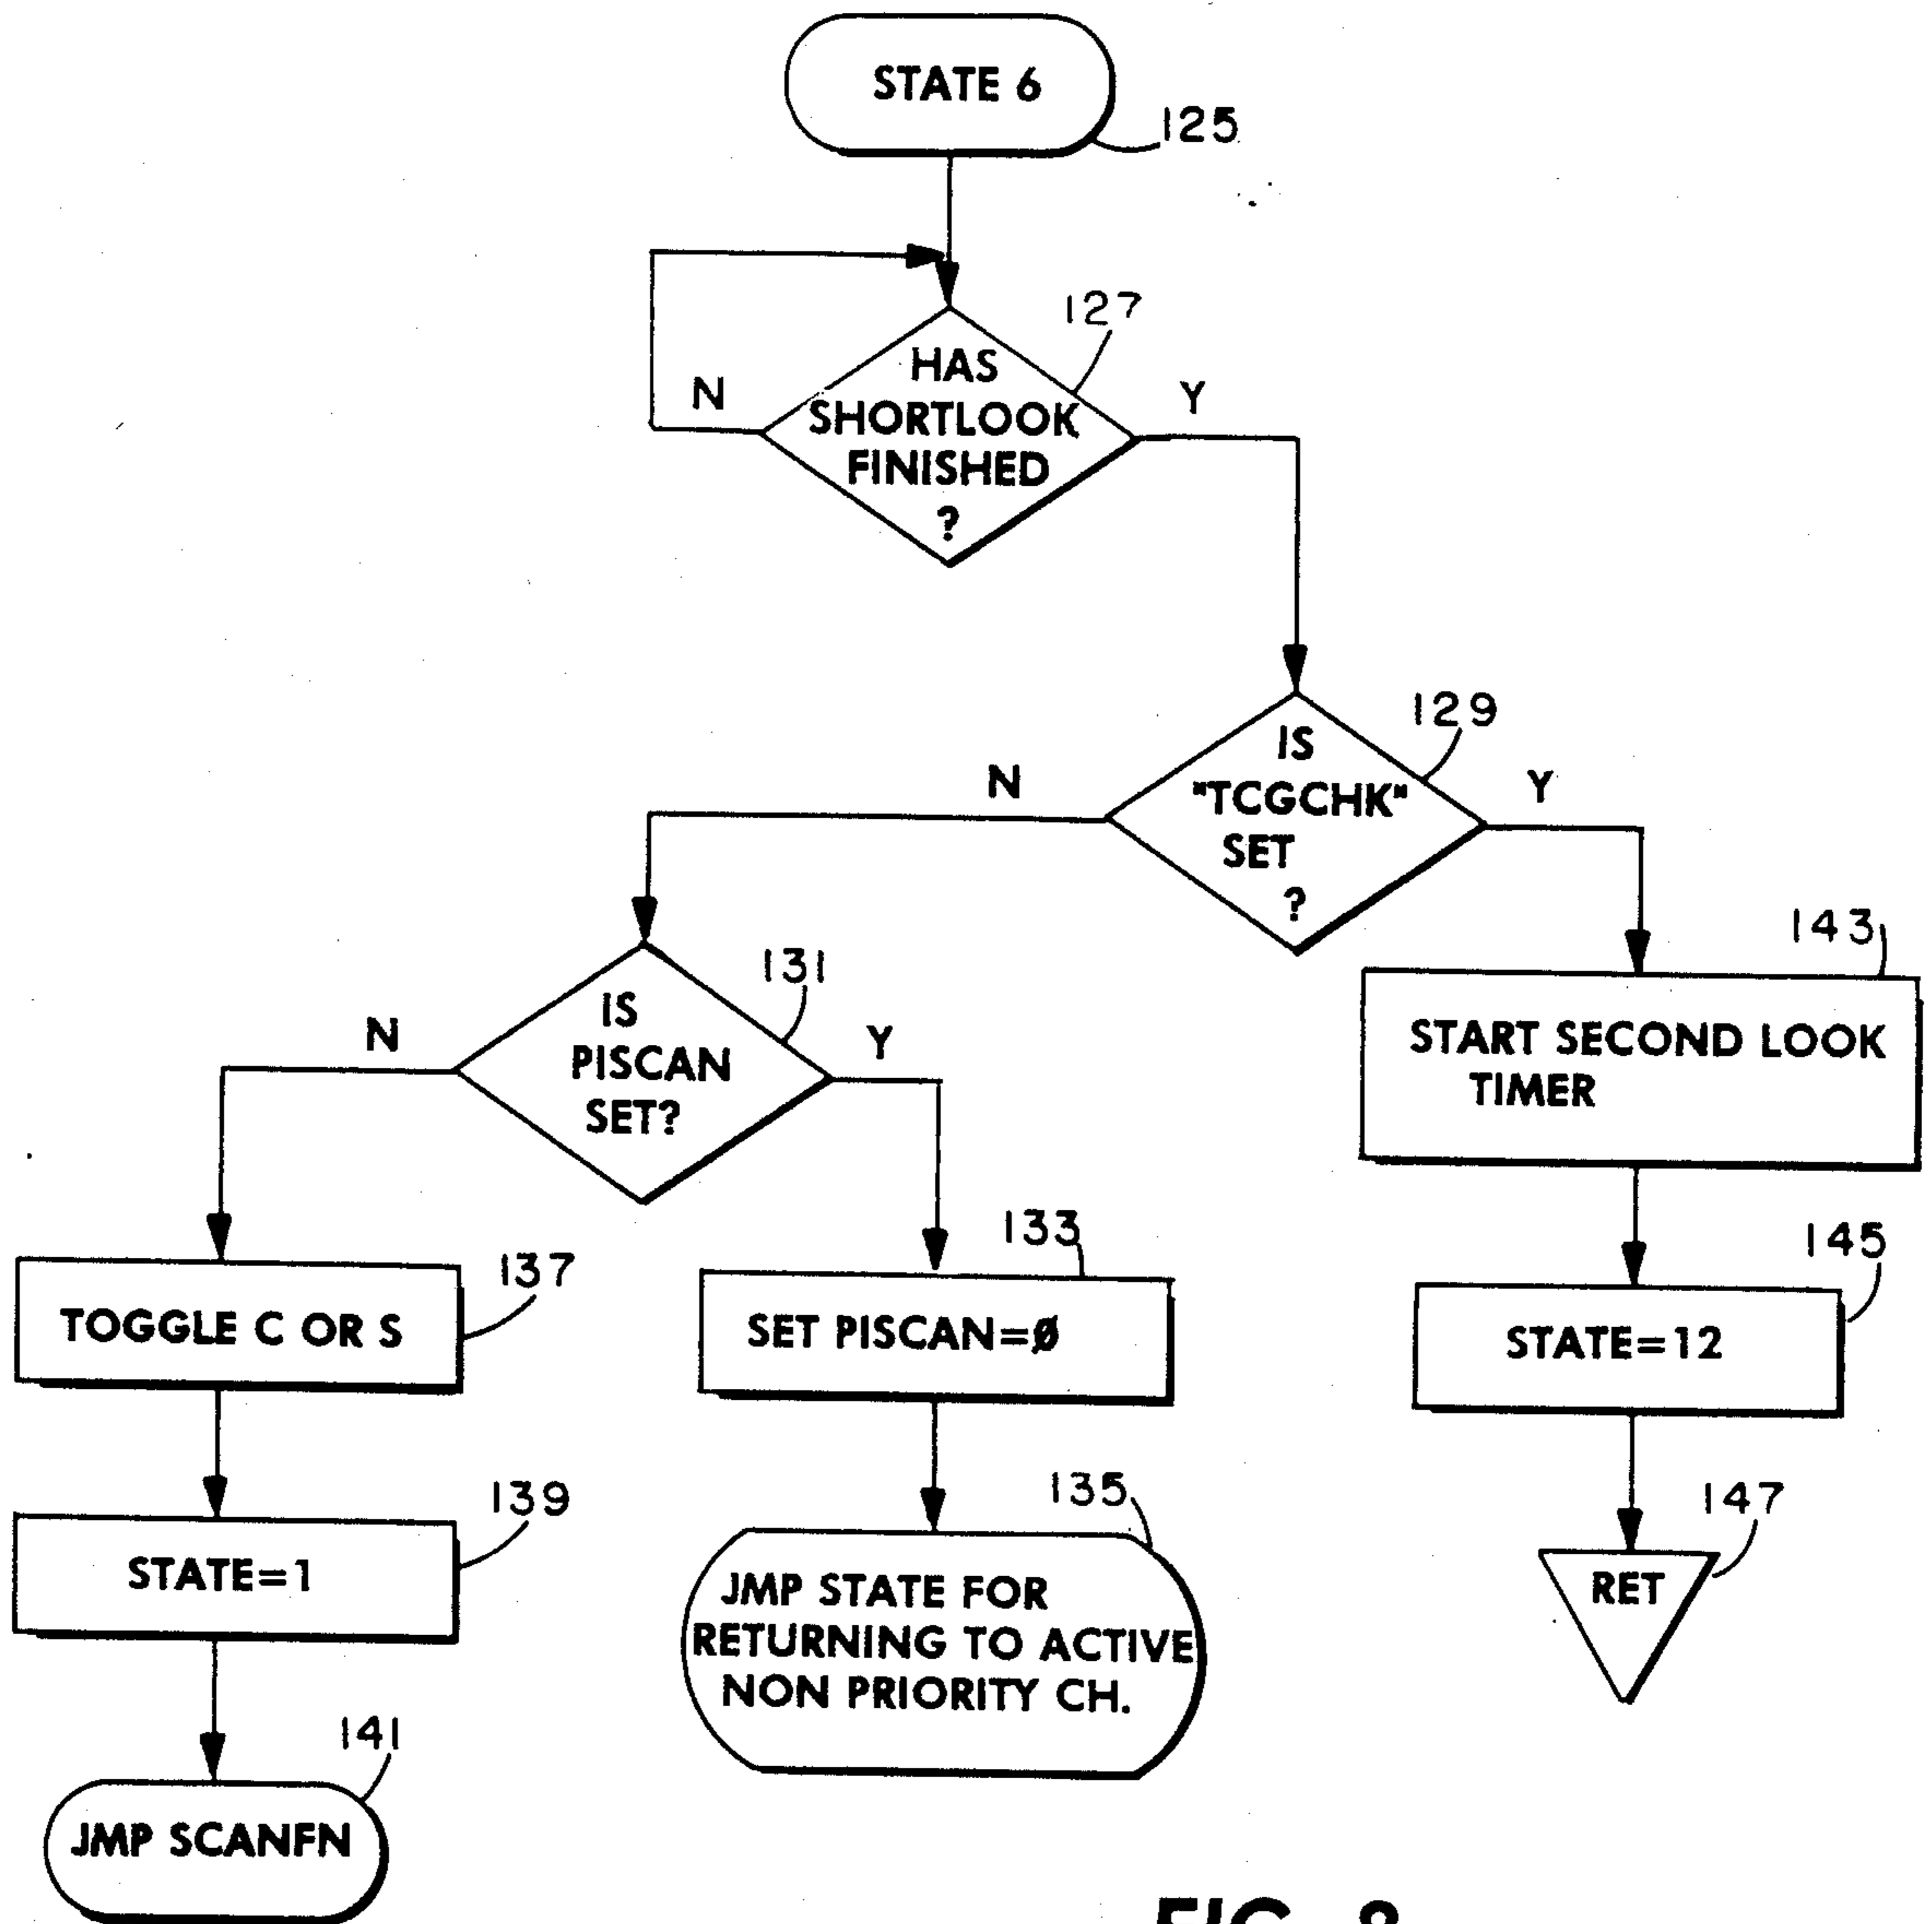 STATE 6
125
127
HAS
SHORTLOOK
FINISHED
?
N
Y
129
IS
"TCGCHK"
SET
?
N
Y
131
IS
PISCAN
SET?
N
Y
143
START SECOND LOOK
TIMER
133
SET PISCAN=Ø
137
TOGGLE C OR S
145
STATE=12
139
STATE=1
135
JMP STATE FOR
RETURNING TO ACTIVE
NON PRIORITY CH.
147
RET
141
JMP SCANFN
FIG. 8